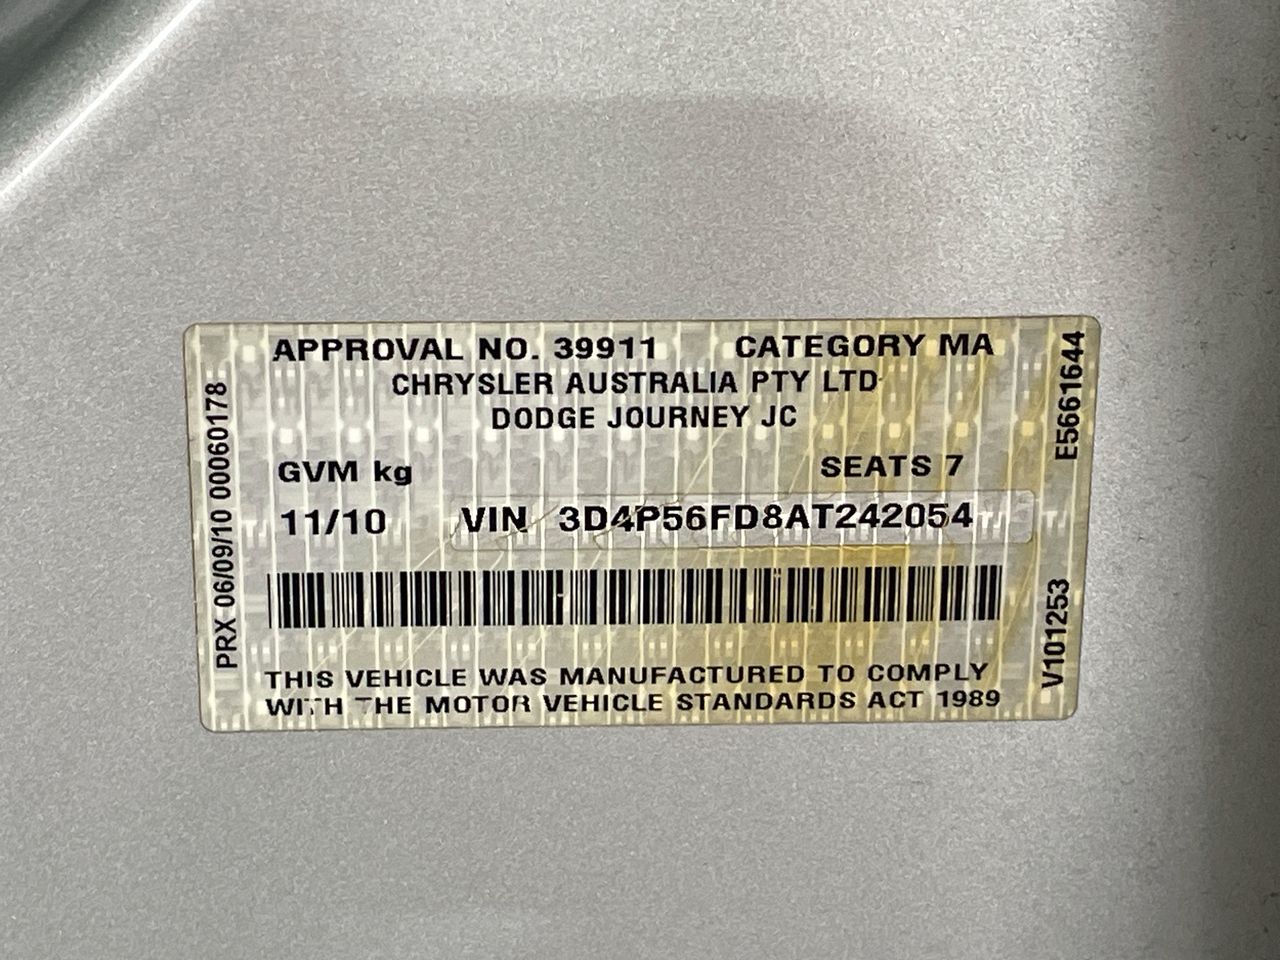 APPROVAL NO. 39911 CATEGORY MA
CHRYSLER AUSTRALIA PTY LTD
DODGE JOURNEY JC
GVM kg SEATS 7
11/10 VIN 3D4P56FD8AT242054
THIS VEHICLE WAS MANUFACTURED TO COMPLY
WITH THE MOTOR VEHICLE STANDARDS ACT 1989
PRX 06/09/10 00060178
E5661644
V101253